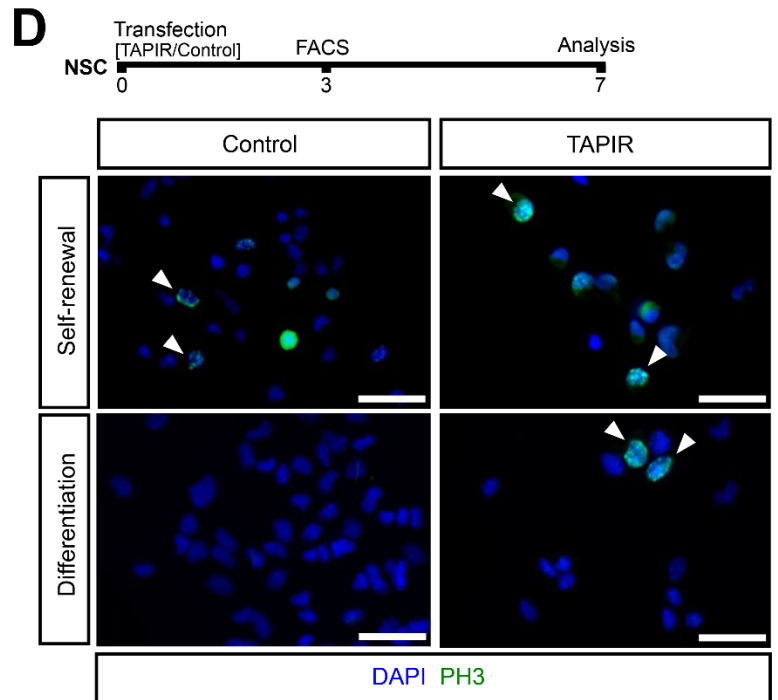 D
Transfection
[TAPIR/Control]
FACS
Analysis
NSC
0
3
7
Control
TAPIR
Self-renewal
Differentiation
DAPI PH3